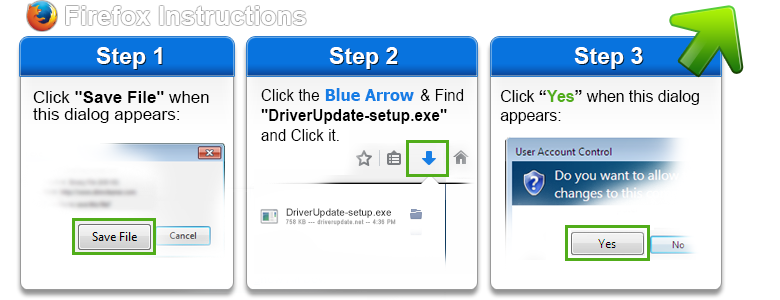 Firefox Instructions
Step 1
Click "Save File" when
this dialog appears:
Save File
Cancel
Step 2
Click the Blue Arrow & Find
"DriverUpdate-setup.exe"
and Click it.
DriverUpdate-setup.exe
758 KB — driverupdate.net — 4:36 PM
Step 3
Click “Yes” when this dialog
appears:
User Account Control
Do you want to allow
changes to this
Yes
No